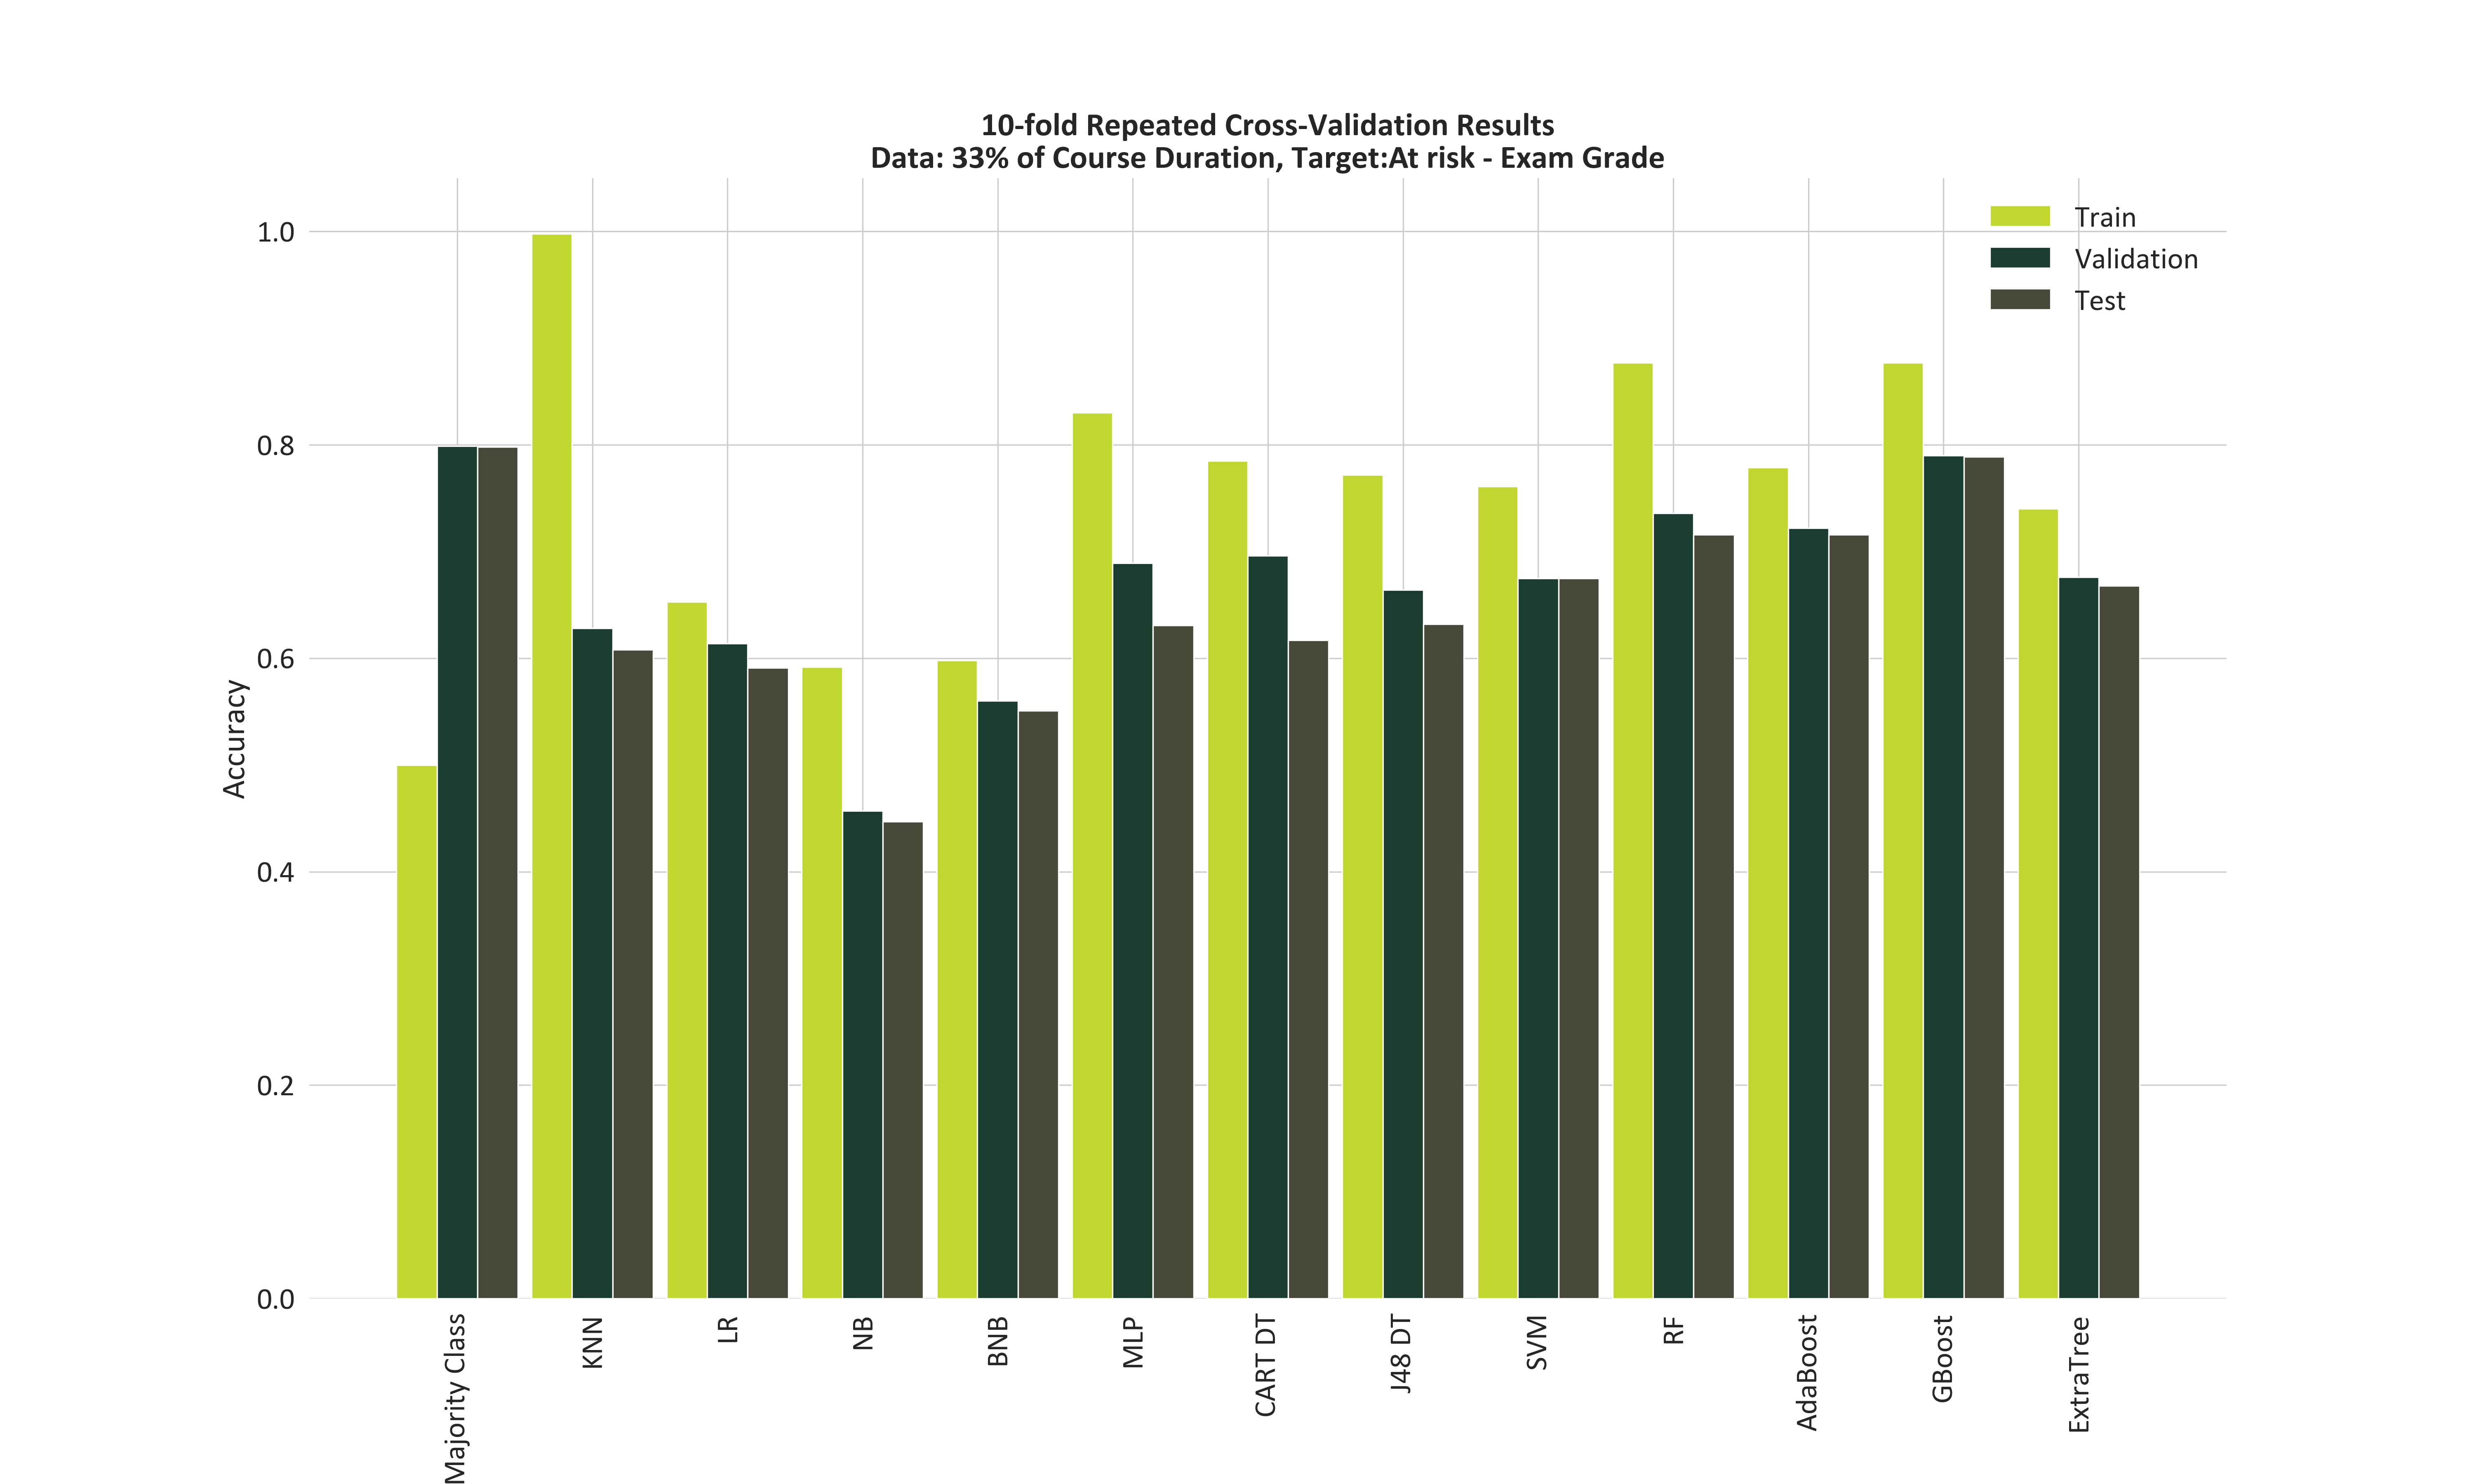 10-fold Repeated Cross-Validation Results
Data: 33% of Course Duration, Target:At risk - Exam Grade
Train
Validation
Test
1.0
0.8
0.6
0.4
0.2
0.0
Accuracy
Majority Class
KNN
LR
NB
BNB
MLP
CART DT
J48 DT
SVM
RF
AdaBoost
GBoost
ExtraTree